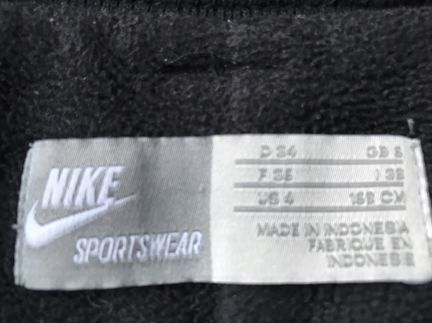 NIKE
SPORTSWEAR
D 34 GB 8
F 36 I 38
US 4 168 CM
MADE IN INDONESIA
FABRIQUE EN
INDONESIE